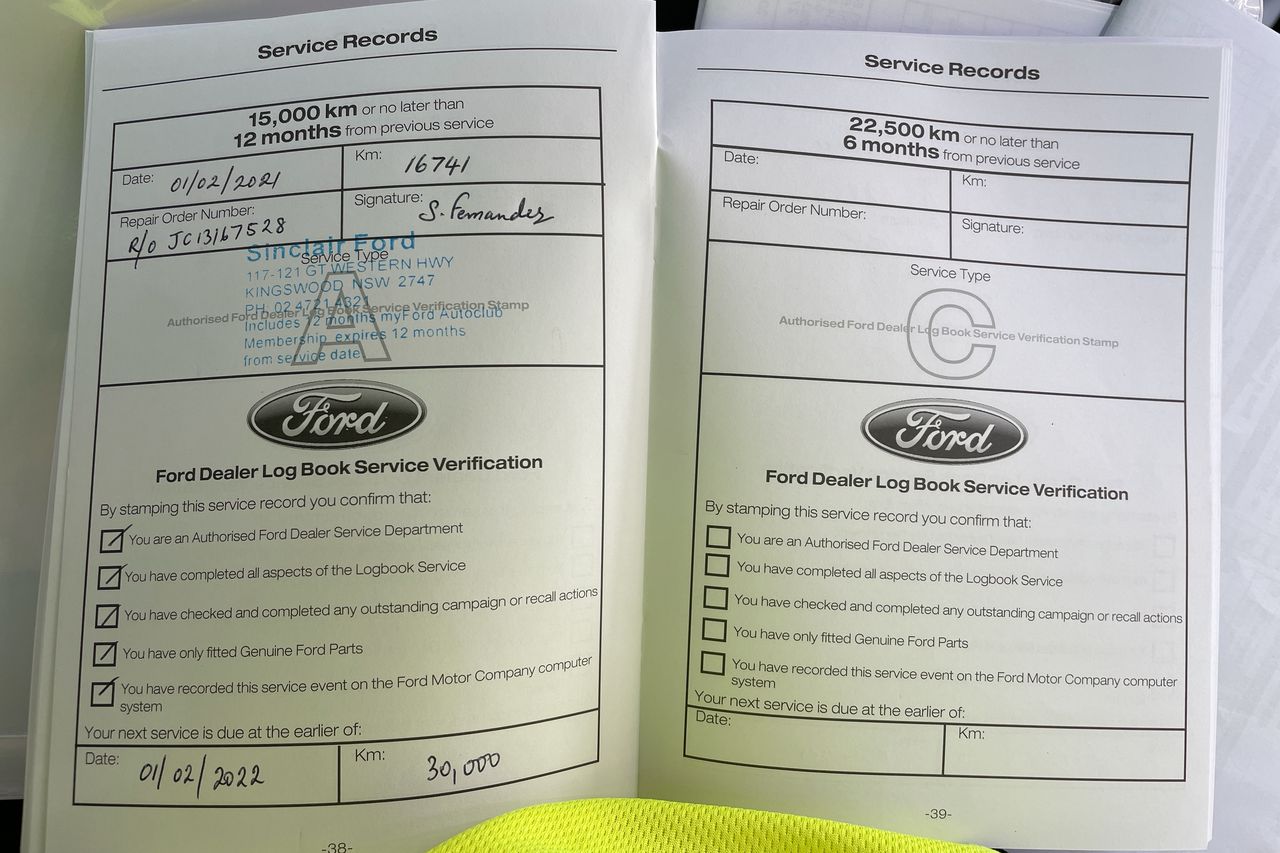 Service Records
15,000 km or no later than
12 months from previous service
Date: 01/02/2021
Km: 16741
Repair Order Number:
R/o JC13167528
Signature: S. Fernandes
Sinclair Ford
Service Type
117-121 GT WESTERN HWY
KINGSWOOD NSW 2747
PH: 02 4721 4321
A
Authorised Ford Dealer Log Book Service Verification Stamp
Includes 12 months myFord Autoclub
Membership expires 12 months
from service date
Ford
Ford Dealer Log Book Service Verification
By stamping this service record you confirm that:
You are an Authorised Ford Dealer Service Department
You have completed all aspects of the Logbook Service
You have checked and completed any outstanding campaign or recall actions
You have only fitted Genuine Ford Parts
You have recorded this service event on the Ford Motor Company computer
system
Your next service is due at the earlier of:
Date: 01/02/2022
Km: 30,000
-38-
Service Records
22,500 km or no later than
6 months from previous service
Date:
Km:
Repair Order Number:
Signature:
Service Type
C
Authorised Ford Dealer Log Book Service Verification Stamp
Ford
Ford Dealer Log Book Service Verification
By stamping this service record you confirm that:
You are an Authorised Ford Dealer Service Department
You have completed all aspects of the Logbook Service
You have checked and completed any outstanding campaign or recall actions
You have only fitted Genuine Ford Parts
You have recorded this service event on the Ford Motor Company computer
system
Your next service is due at the earlier of:
Date:
Km:
-39-